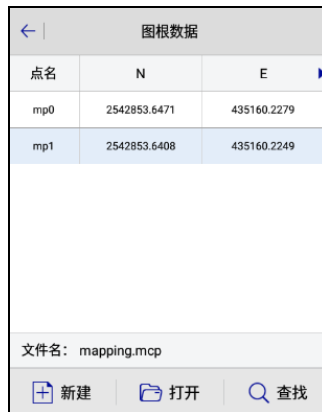 图根数据
点名 N E
mp0 2542853.6471 435160.2279
mp1 2542853.6408 435160.2249
文件名： mapping.mcp
新建 打开 查找